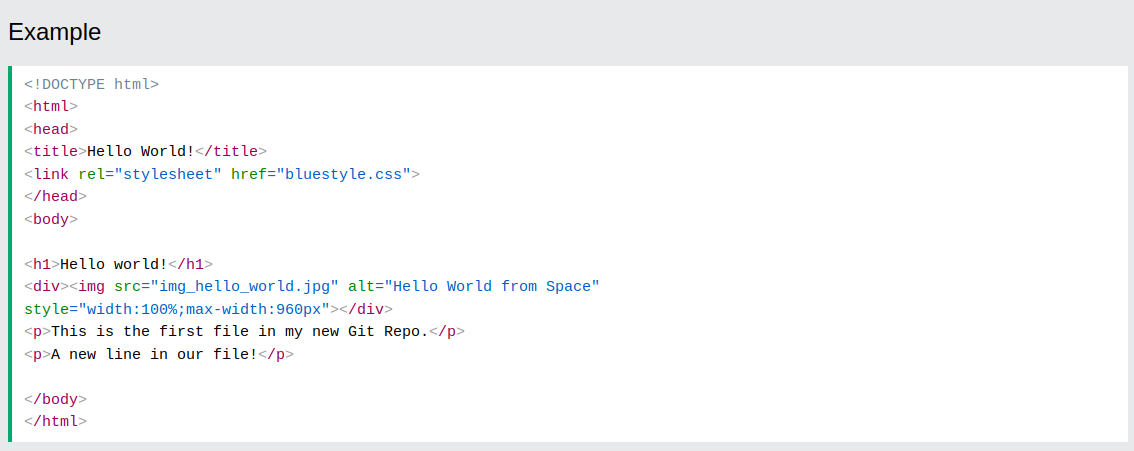 Example
<!DOCTYPE html>
<html>
<head>
<title>Hello World!</title>
<link rel="stylesheet" href="bluestyle.css">
</head>
<body>
<h1>Hello world!</h1>
<div><img src="img_hello_world.jpg" alt="Hello World from Space"
style="width:100%;max-width:960px"></div>
<p>This is the first file in my new Git Repo.</p>
<p>A new line in our file!</p>
</body>
</html>